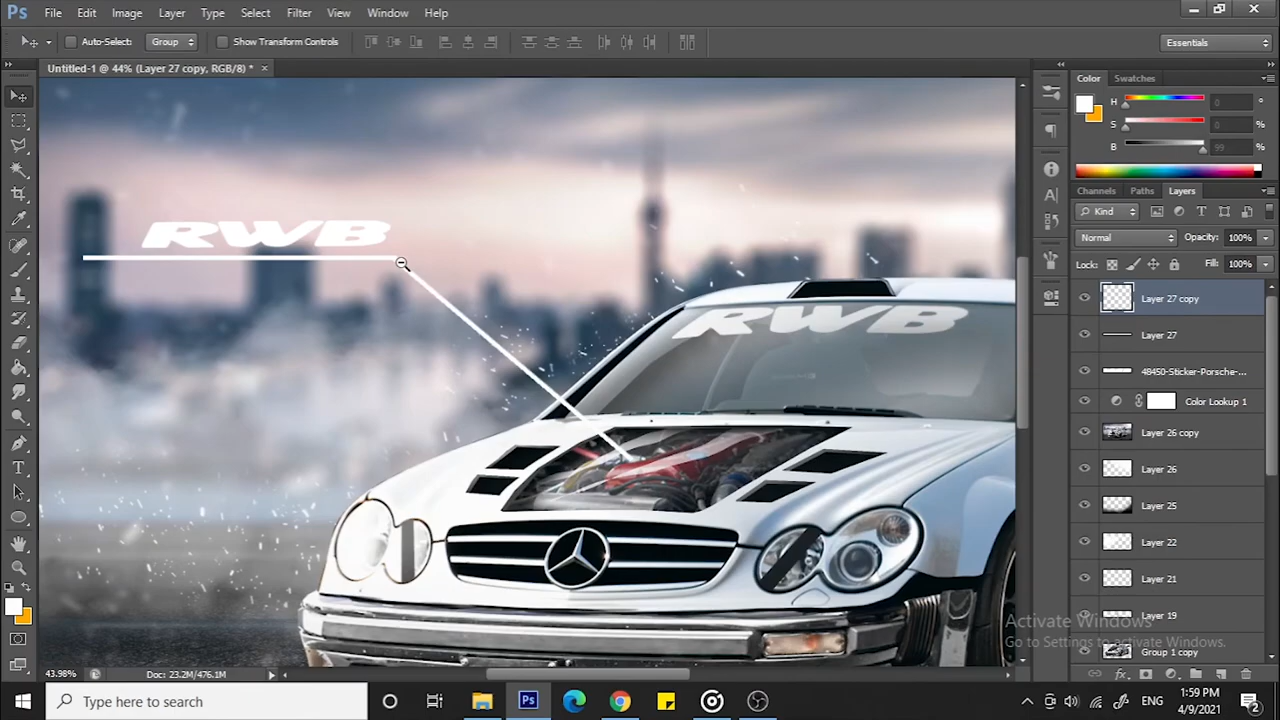 Ps File Edit Image Layer Type Select Filter View Window Help
Auto-Select: Group Show Transform Controls Essentials
Untitled-1 @ 44% (Layer 27 copy, RGB/8) * ×
Color Swatches
H 0 °
S 0 %
B 99 %
Channels Paths Layers
Kind
Normal Opacity: 100%
Lock: Fill: 100%
Layer 27 copy
Layer 27
48450-Sticker-Porsche-...
Color Lookup 1
Layer 26 copy
Layer 26
Layer 25
Layer 22
Layer 21
Layer 19
Group 1 copy
RWB
RWB
Activate Windows
Go to Settings to activate Windows.
43.98% Doc: 23.2M/476.1M
Type here to search
ENG
1:59 PM
4/9/2021
2